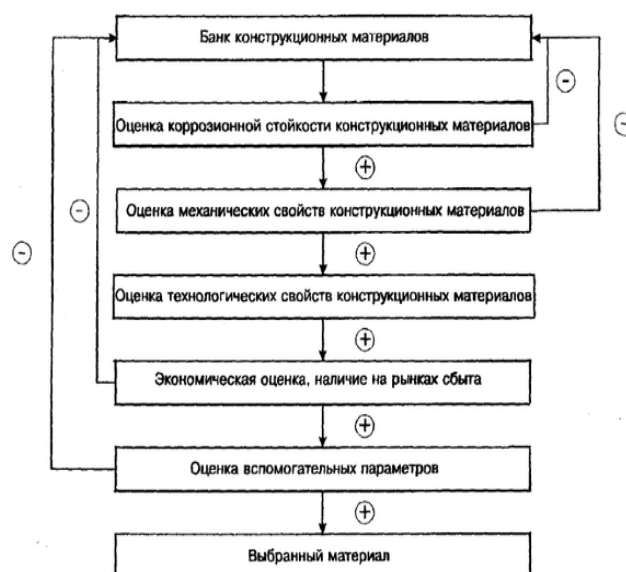 Банк конструкционных материалов
-
Оценка коррозионной стойкости конструкционных материалов
-
+
-
Оценка механических свойств конструкционных материалов
-
+
Оценка технологических свойств конструкционных материалов
+
Экономическая оценка, наличие на рынках сбыта
+
Оценка вспомогательных параметров
+
Выбранный материал